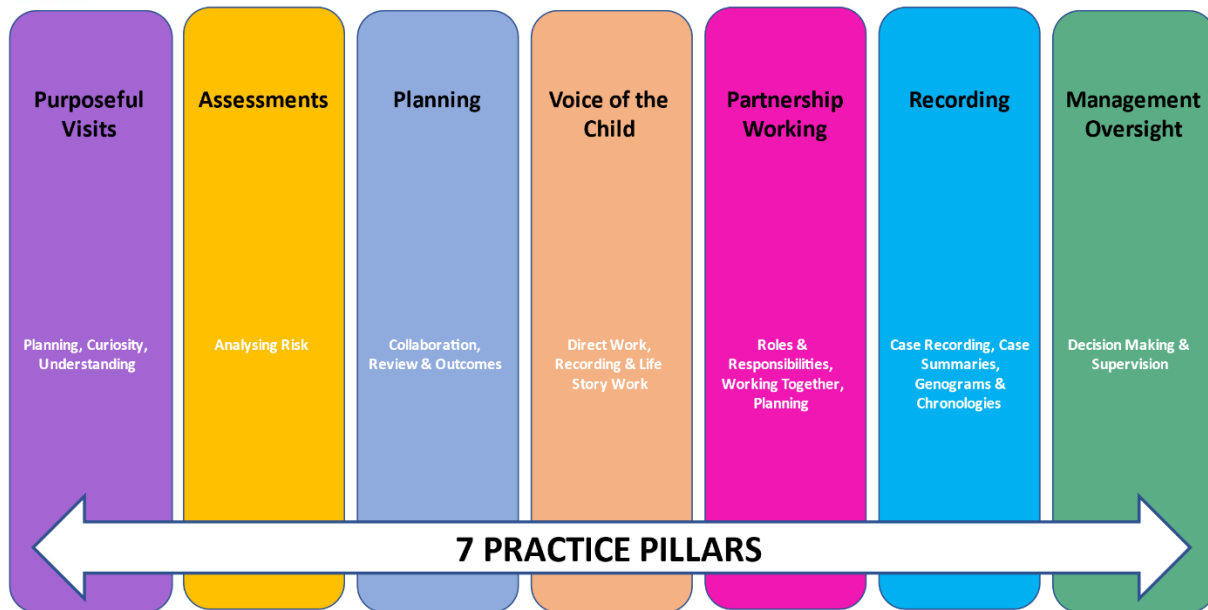 Purposeful
Visits
Planning, Curiosity,
Understanding
Assessments
Analysing Risk
Planning
Collaboration,
Review & Outcomes
Voice of the
Child
Direct Work,
Recording & Life
Story Work
Partnership
Working
Roles &
Responsibilities,
Working Together,
Planning
Recording
Case Recording, Case
Summaries,
Genograms &
Chronologies
Management
Oversight
Decision Making &
Supervision
7 PRACTICE PILLARS